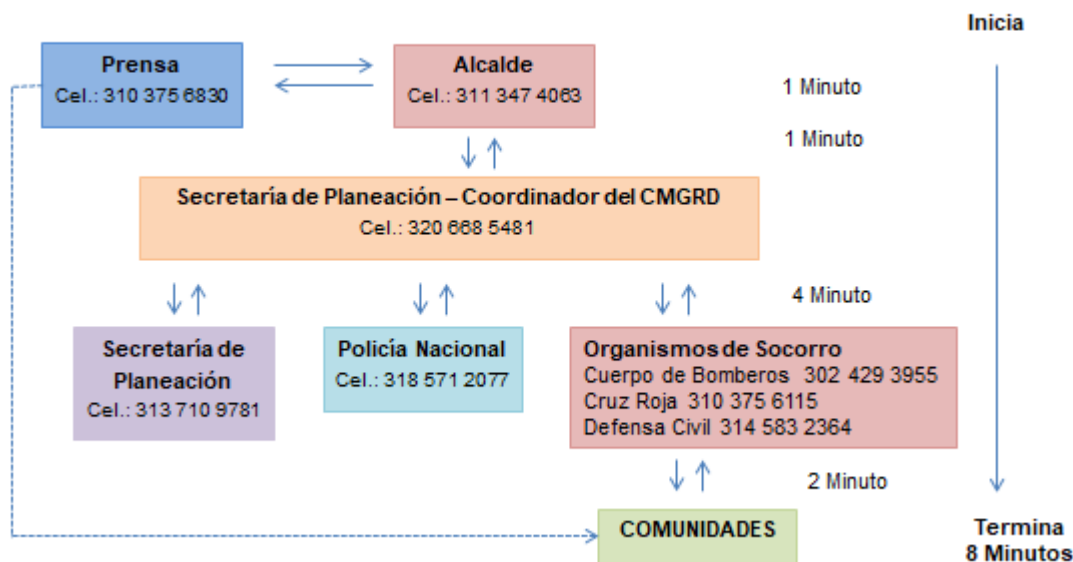 Inicia
Prensa
Cel.: 310 375 6830
Alcalde
Cel.: 311 347 4063
1 Minuto
1 Minuto
Secretaría de Planeación – Coordinador del CMGRD
Cel.: 320 668 5481
4 Minuto
Secretaría de
Planeación
Cel.: 313 710 9781
Policía Nacional
Cel.: 318 571 2077
Organismos de Socorro
Cuerpo de Bomberos 302 429 3955
Cruz Roja 310 375 6115
Defensa Civil 314 583 2364
2 Minuto
COMUNIDADES
Termina
8 Minutos